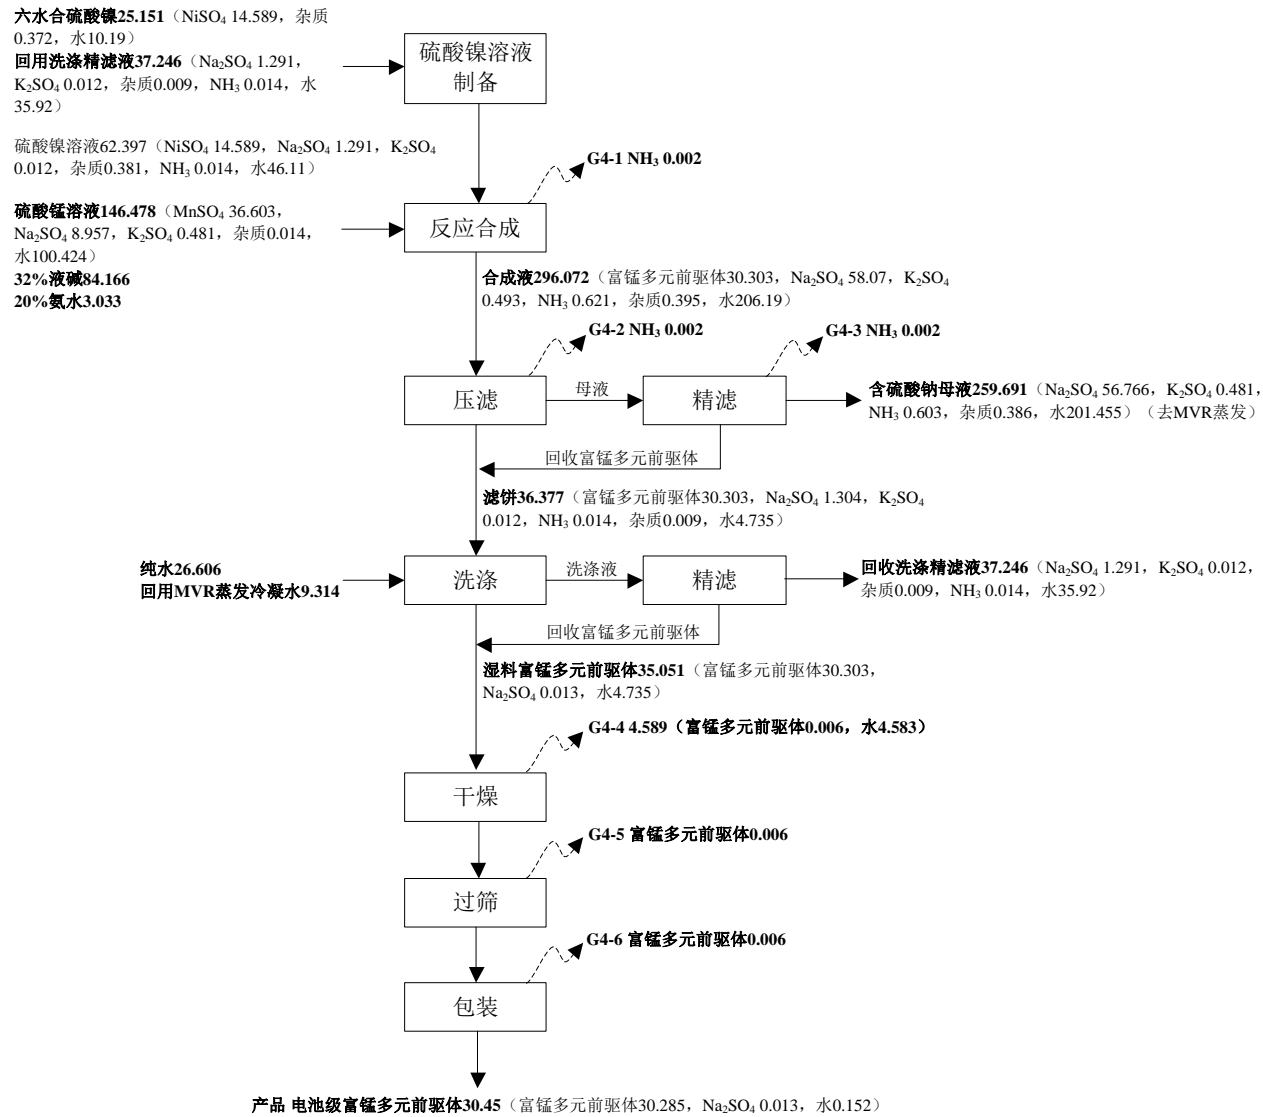 六水合硫酸镍25.151（NiSO₄ 14.589，杂质
0.372，水10.19）
回用洗涤精滤液37.246（Na₂SO₄ 1.291，
K₂SO₄ 0.012，杂质0.009，NH₃ 0.014，水
35.92）
硫酸镍溶液
制备
硫酸镍溶液62.397（NiSO₄ 14.589，Na₂SO₄ 1.291，K₂SO₄
0.012，杂质0.381，NH₃ 0.014，水46.11）
G4-1 NH₃ 0.002
硫酸锰溶液146.478（MnSO₄ 36.603，
Na₂SO₄ 8.957，K₂SO₄ 0.481，杂质0.014，
水100.424）
32%液碱84.166
20%氨水3.033
反应合成
合成液296.072（富锰多元前驱体30.303，Na₂SO₄ 58.07，K₂SO₄
0.493，NH₃ 0.621，杂质0.395，水206.19）
G4-2 NH₃ 0.002
G4-3 NH₃ 0.002
压滤
母液
精滤
含硫酸钠母液259.691（Na₂SO₄ 56.766，K₂SO₄ 0.481，
NH₃ 0.603，杂质0.386，水201.455）（去MVR蒸发）
回收富锰多元前驱体
滤饼36.377（富锰多元前驱体30.303，Na₂SO₄ 1.304，K₂SO₄
0.012，NH₃ 0.014，杂质0.009，水4.735）
纯水26.606
回用MVR蒸发冷凝水9.314
洗涤
洗涤液
精滤
回收洗涤精滤液37.246（Na₂SO₄ 1.291，K₂SO₄ 0.012，
杂质0.009，NH₃ 0.014，水35.92）
回收富锰多元前驱体
湿料富锰多元前驱体35.051（富锰多元前驱体30.303，
Na₂SO₄ 0.013，水4.735）
G4-4 4.589（富锰多元前驱体0.006，水4.583）
干燥
G4-5 富锰多元前驱体0.006
过筛
G4-6 富锰多元前驱体0.006
包装
产品 电池级富锰多元前驱体30.45（富锰多元前驱体30.285，Na₂SO₄ 0.013，水0.152）